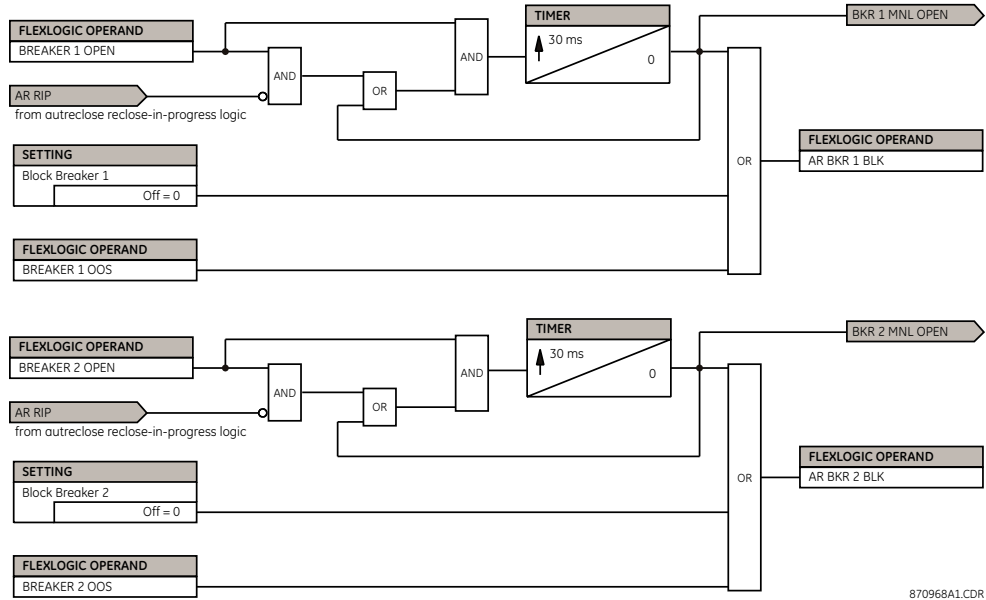 BKR 1 MNL OPEN
TIMER
FLEXLOGIC OPERAND
BREAKER 1 OPEN
30 ms
0
AND
AND
OR
AR RIP
from autreclose reclose-in-progress logic
SETTING
Block Breaker 1
Off = 0
OR
FLEXLOGIC OPERAND
AR BKR 1 BLK
FLEXLOGIC OPERAND
BREAKER 1 OOS
BKR 2 MNL OPEN
TIMER
FLEXLOGIC OPERAND
BREAKER 2 OPEN
30 ms
0
AND
AND
OR
AR RIP
from autreclose reclose-in-progress logic
SETTING
Block Breaker 2
Off = 0
OR
FLEXLOGIC OPERAND
AR BKR 2 BLK
FLEXLOGIC OPERAND
BREAKER 2 OOS
870968A1.CDR